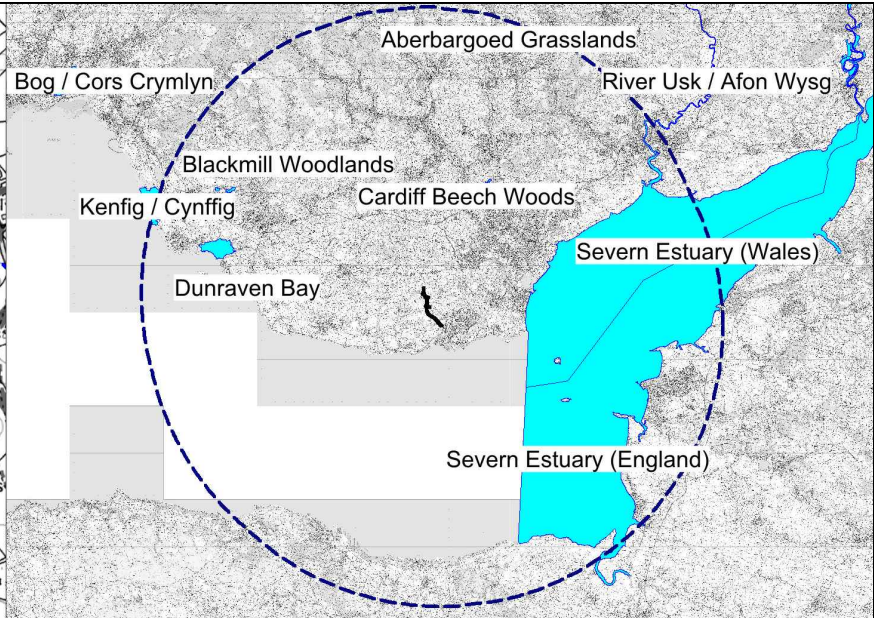 Aberbargoed Grasslands
Bog / Cors Crymlyn
River Usk / Afon Wysg
Blackmill Woodlands
Cardiff Beech Woods
Kenfig / Cynffig
Severn Estuary (Wales)
Dunraven Bay
Severn Estuary (England)